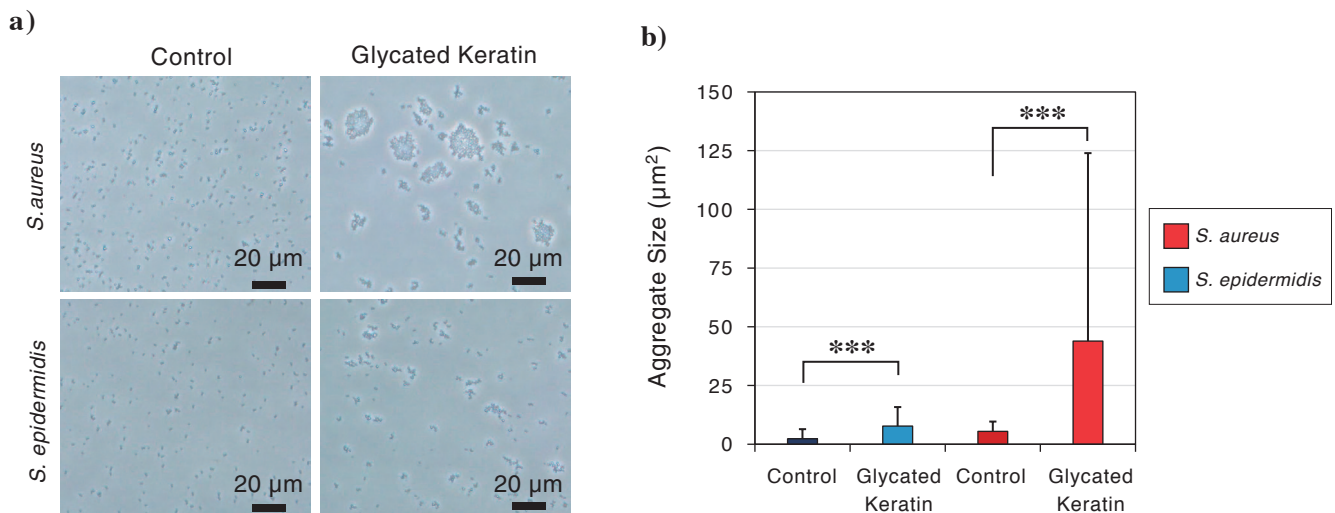 a)
Control Glycated Keratin
S.aureus
20 µm 20 µm
S. epidermidis
20 µm 20 µm
b)
150
125
100
75
50
25
0
Aggregate Size (µm²)
***
***
Control Glycated Keratin Control Glycated Keratin
S. aureus
S. epidermidis